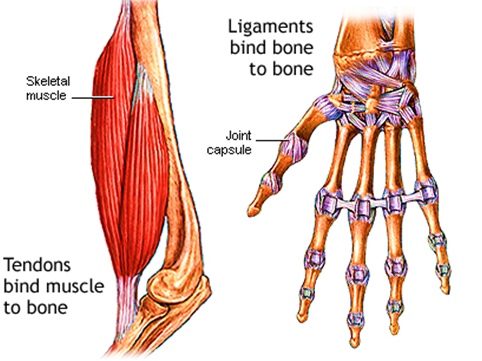 Skeletal
muscle
Tendons
bind muscle
to bone
Ligaments
bind bone
to bone
Joint
capsule